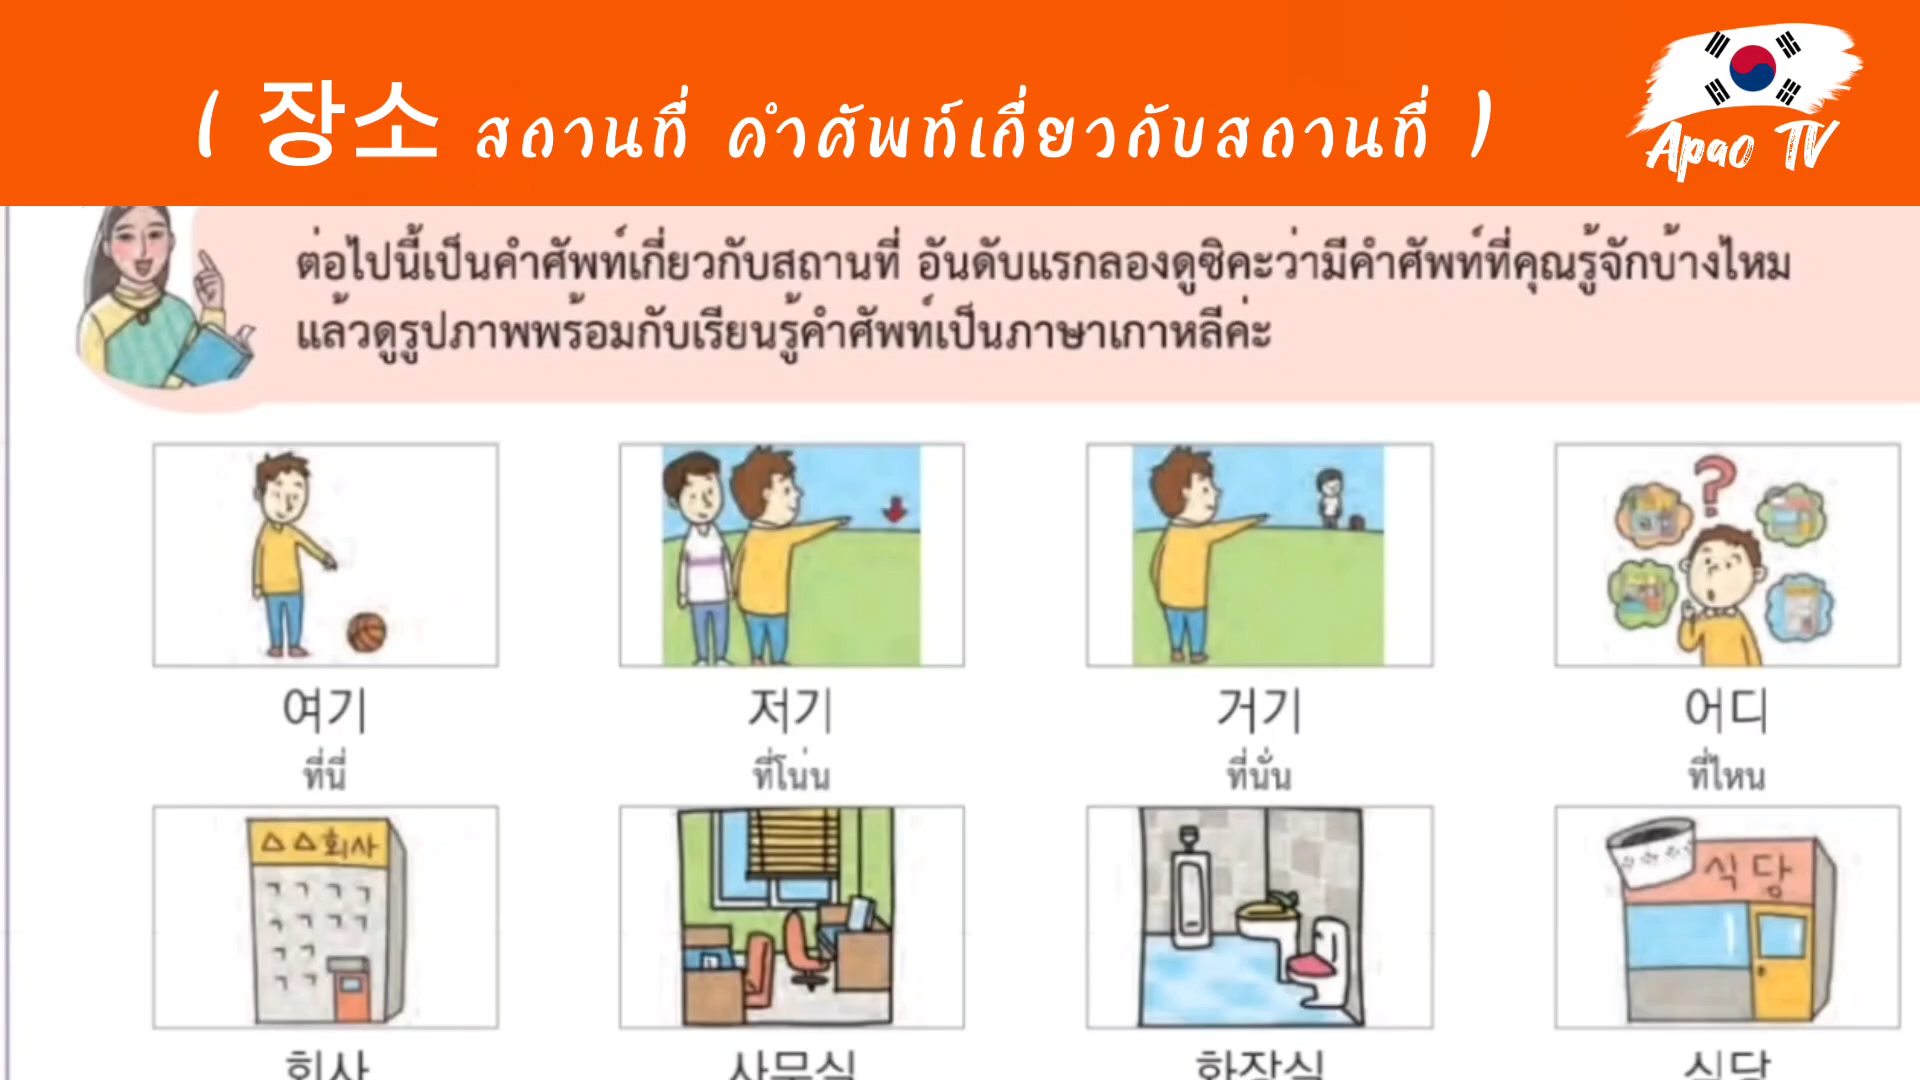 ( 장소 สถานที่ คำศัพท์เกี่ยวกับสถานที่ )
Apao TV
ต่อไปนี้เป็นคำศัพท์เกี่ยวกับสถานที่ อันดับแรกลองดูซิคะว่ามีคำศัพท์ที่คุณรู้จักบ้างไหม
แล้วดูรูปภาพพร้อมกับเรียนรู้คำศัพท์เป็นภาษาเกาหลีค่ะ
여기 저기 거기 어디
ที่นี่ ที่โน่น ที่นั่น ที่ไหน
△△회사 식당
회사 사무실 화장실 식당